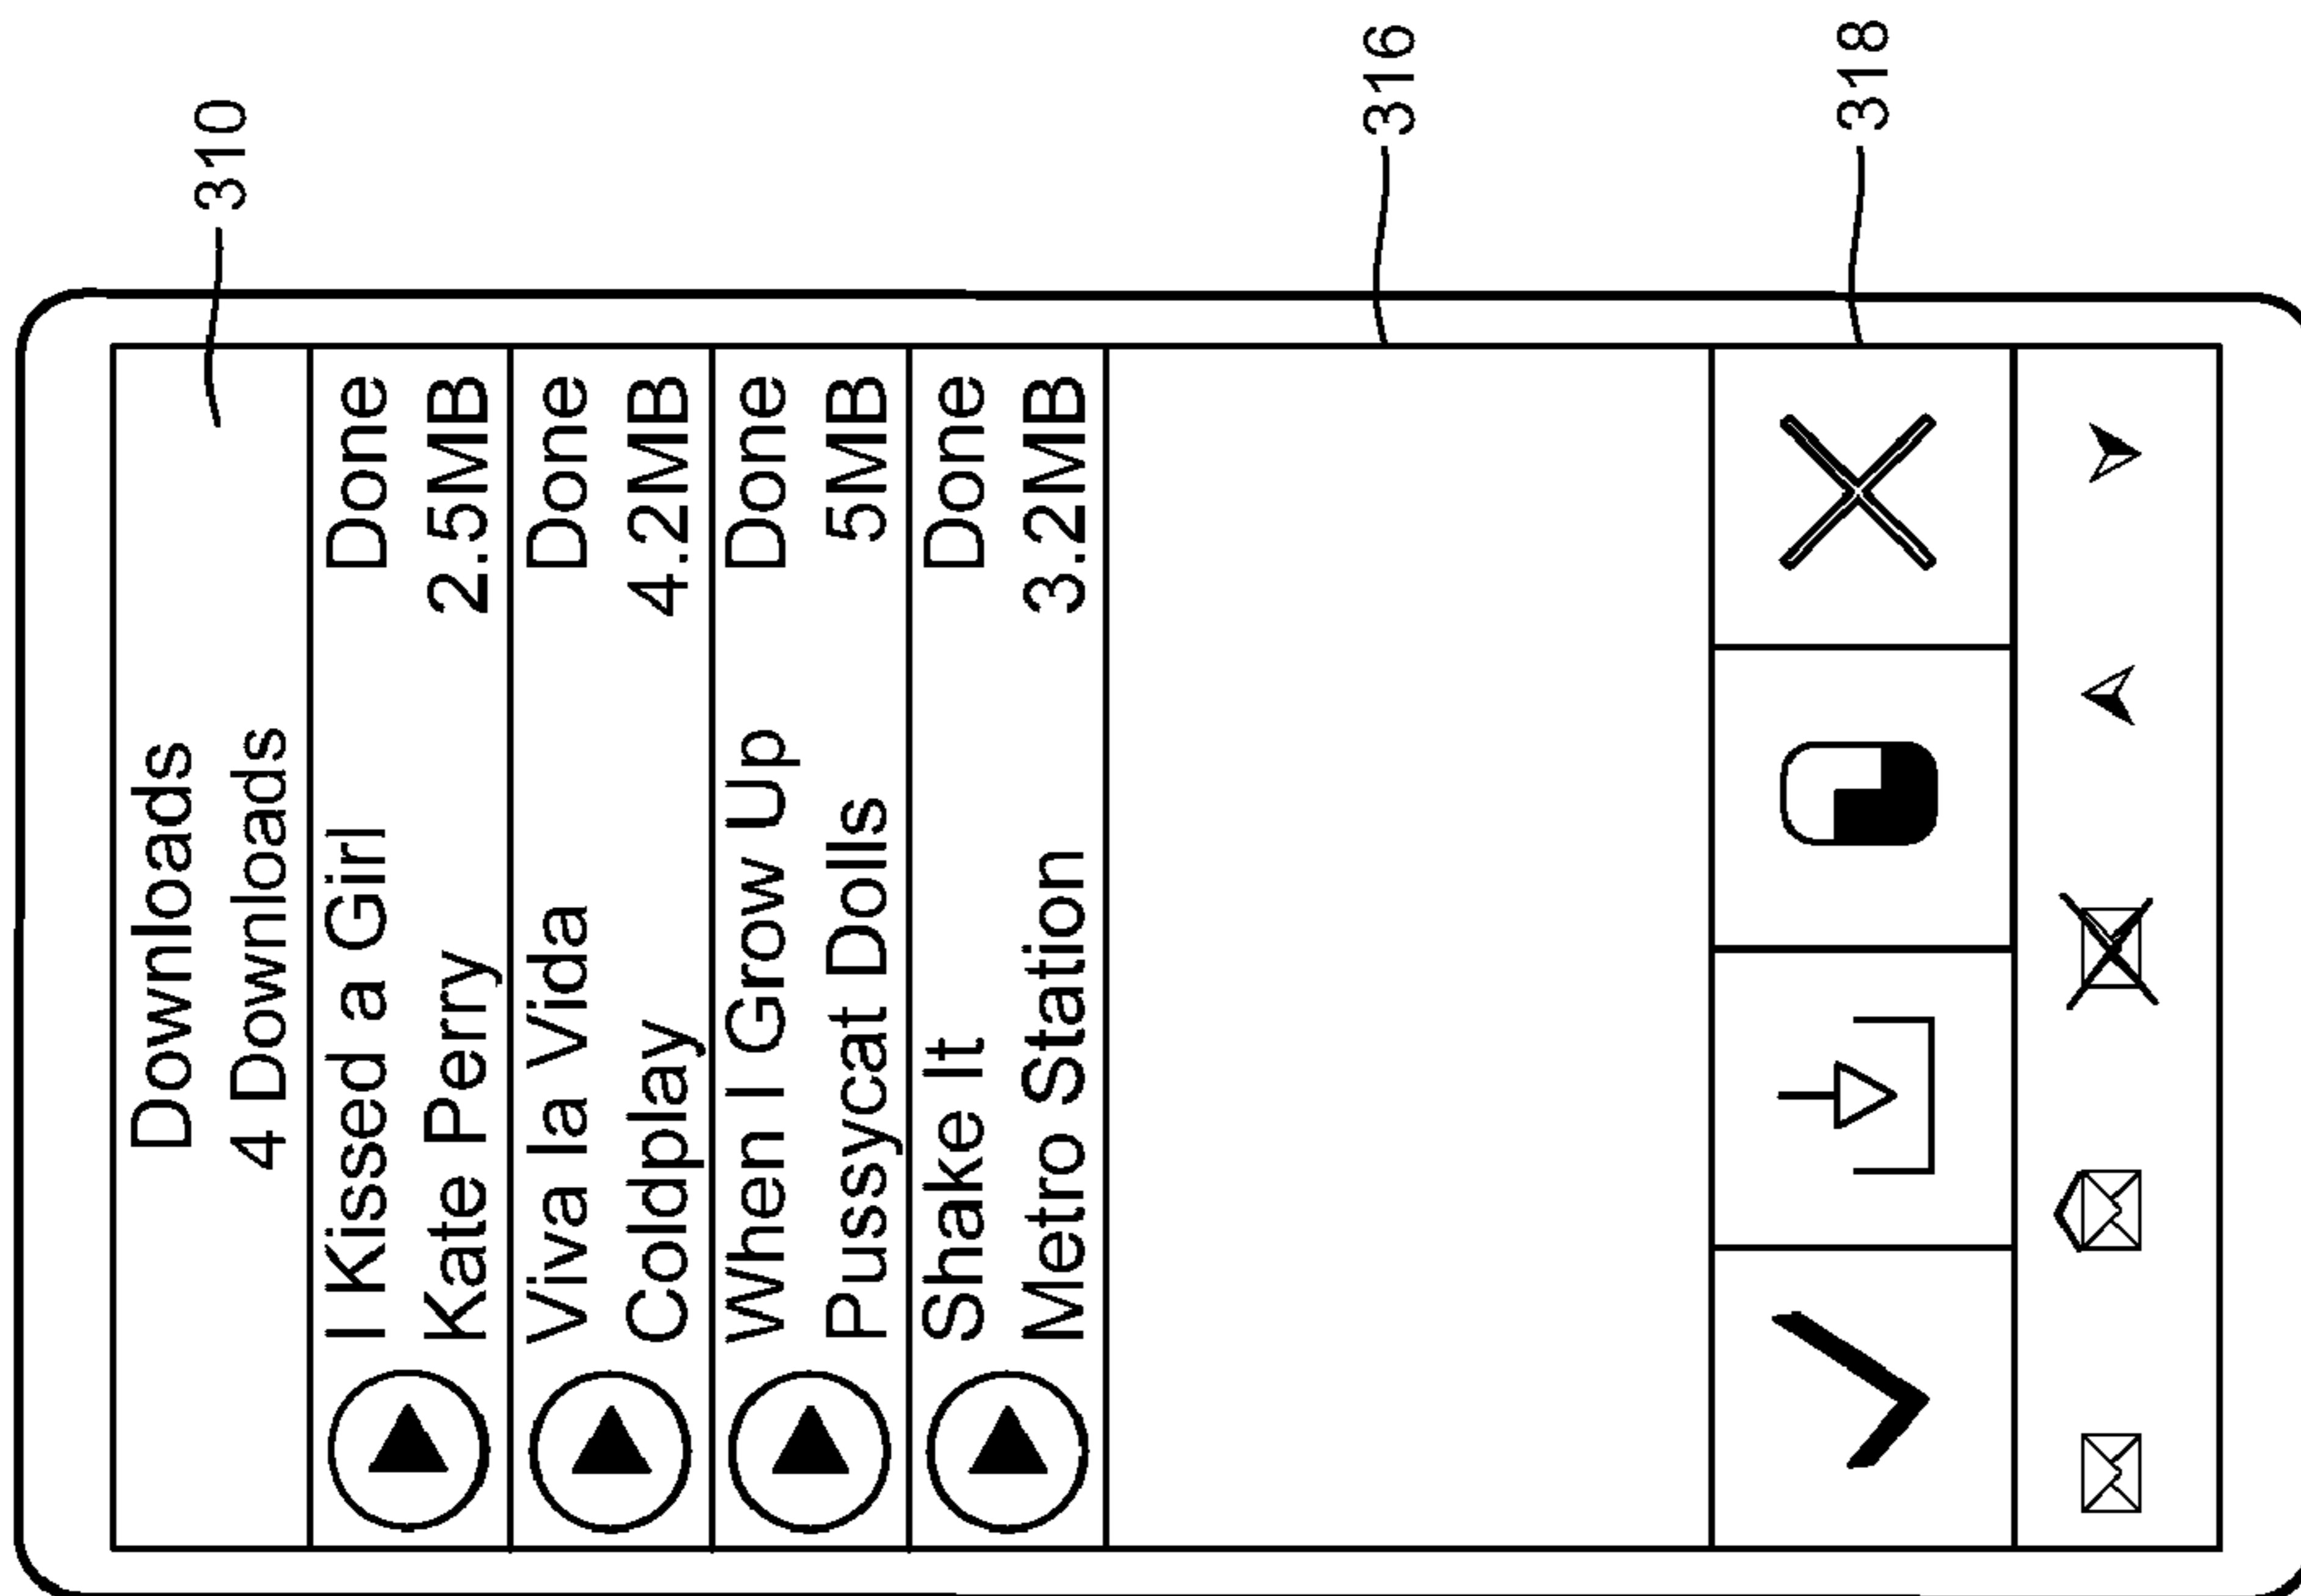 310
Downloads
4 Downloads
I Kissed a Girl Done
Kate Perry 2.5MB
Viva la Vida Done
Coldplay 4.2MB
When I Grow Up Done
Pussycat Dolls 5MB
Shake It Done
Metro Station 3.2MB
316
318